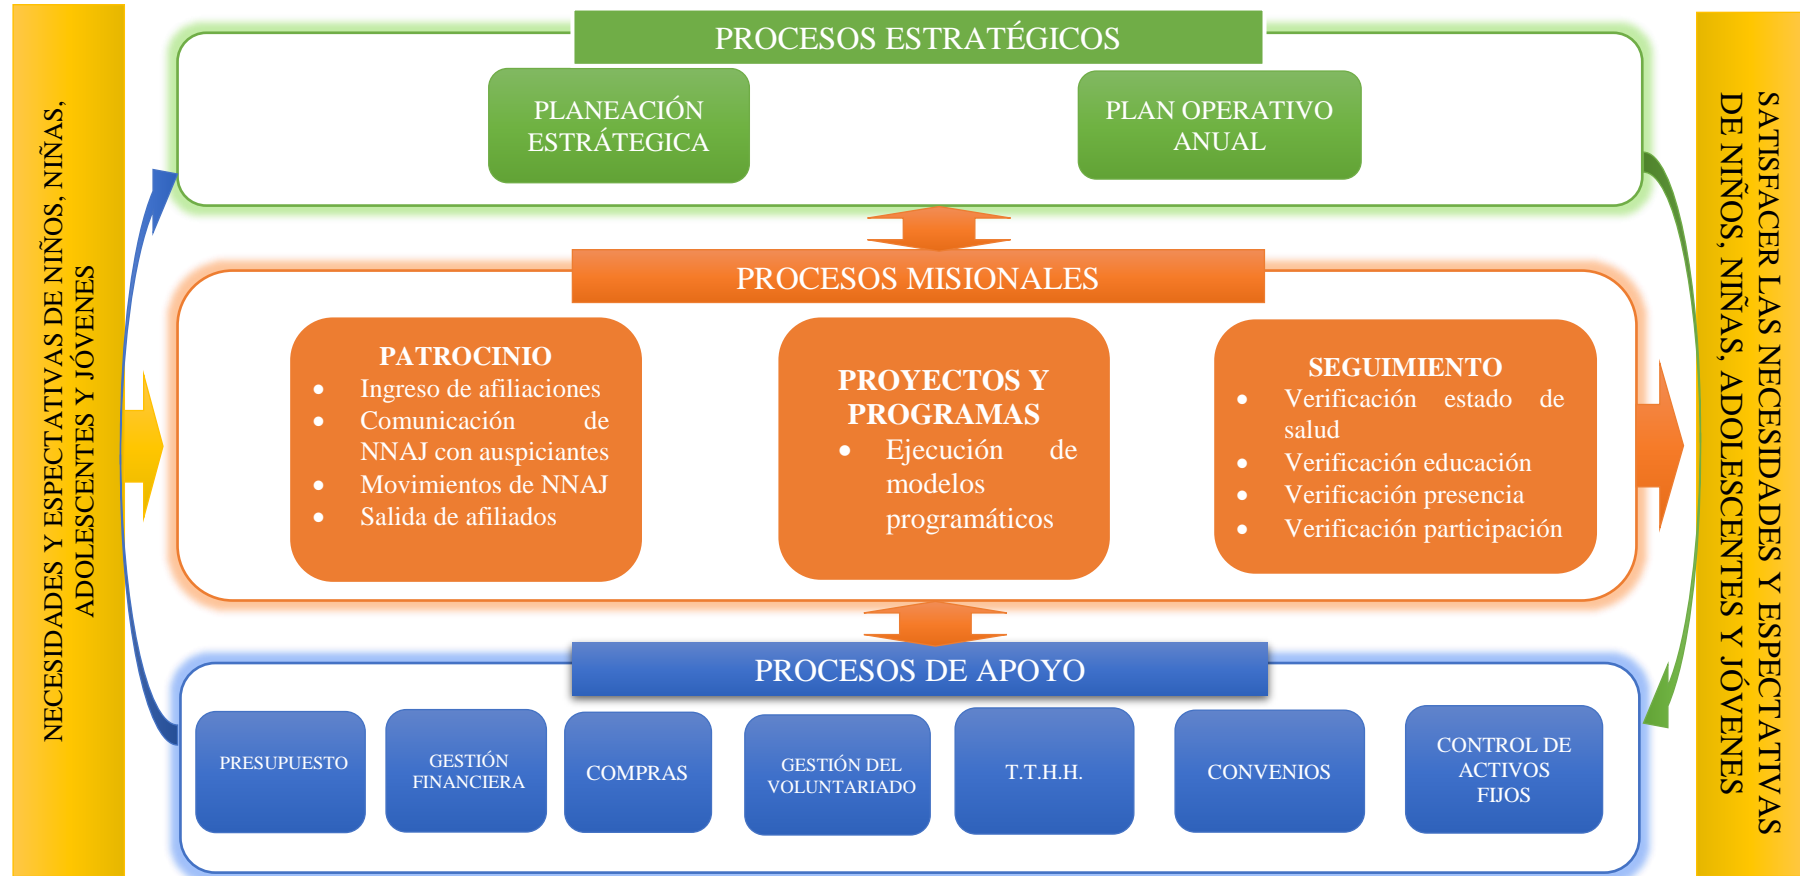 NECESIDADES Y ESPECTATIVAS DE NIÑOS, NIÑAS,
ADOLESCENTES Y JÓVENES
PROCESOS ESTRATÉGICOS
PLANEACIÓN
ESTRÁTEGICA
PLAN OPERATIVO
ANUAL
PROCESOS MISIONALES
PATROCINIO
• Ingreso de afiliaciones
• Comunicación de
NNAJ con auspiciantes
• Movimientos de NNAJ
• Salida de afiliados
PROYECTOS Y
PROGRAMAS
• Ejecución de
modelos
programáticos
SEGUIMIENTO
• Verificación estado de
salud
• Verificación educación
• Verificación presencia
• Verificación participación
PROCESOS DE APOYO
PRESUPUESTO
GESTIÓN
FINANCIERA
COMPRAS
GESTIÓN DEL
VOLUNTARIADO
T.T.H.H.
CONVENIOS
CONTROL DE
ACTIVOS
FIJOS
SATISFACER LAS NECESIDADES Y ESPECTATIVAS
DE NIÑOS, NIÑAS, ADOLESCENTES Y JÓVENES